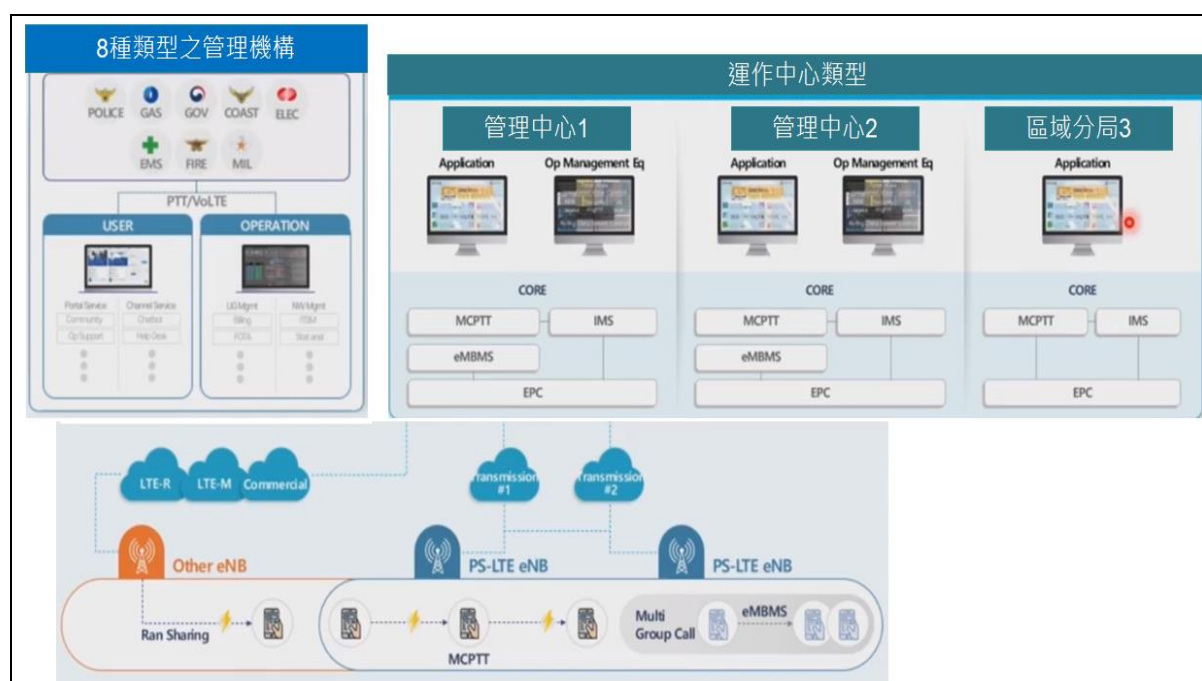 8種類型之管理機構
POLICE GAS GOV COAST ELEC
EMS FIRE MIL
PTT/VoLTE
USER
OPERATION
Portal Service Channel Service
Community Chatbot
Op Support Help Desk
UG Mgmt NW Mgmt
Billing ITSM
FOTA Stat anal
運作中心類型
管理中心1
Application Op Management Eq
CORE
MCPTT IMS
eMBMS
EPC
管理中心2
Application Op Management Eq
CORE
MCPTT IMS
eMBMS
EPC
區域分局3
Application
CORE
MCPTT IMS
EPC
LTE-R LTE-M Commercial
Transmission
#1
Transmission
#2
Other eNB
PS-LTE eNB
PS-LTE eNB
Ran Sharing
MCPTT
Multi
Group Call
eMBMS